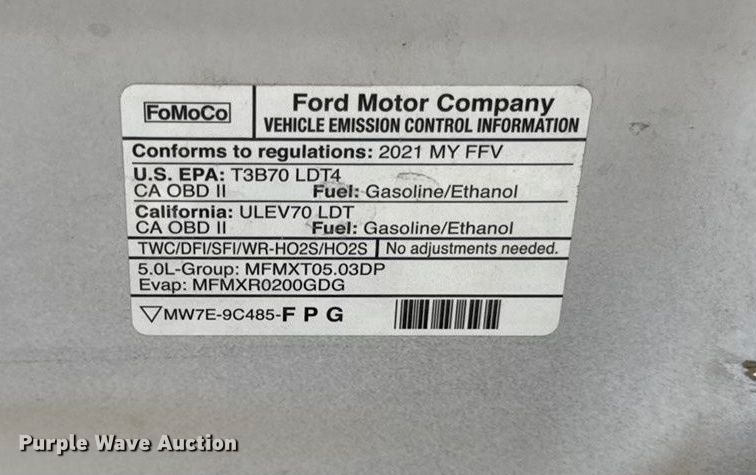 FoMoCo
Ford Motor Company
VEHICLE EMISSION CONTROL INFORMATION
Conforms to regulations: 2021 MY FFV
U.S. EPA: T3B70 LDT4
CA OBD II Fuel: Gasoline/Ethanol
California: ULEV70 LDT
CA OBD II Fuel: Gasoline/Ethanol
TWC/DFI/SFI/WR-HO2S/HO2S No adjustments needed.
5.0L-Group: MFMXT05.03DP
Evap: MFMXR0200GDG
MW7E-9C485-F P G
Purple Wave Auction